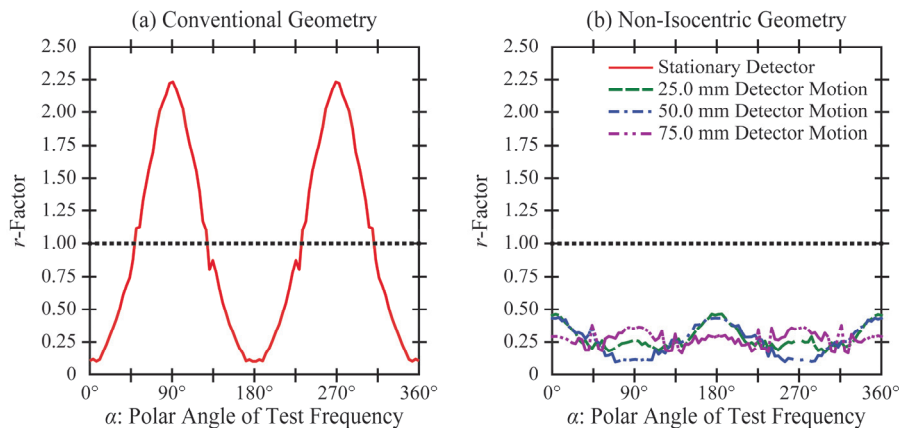 (a) Conventional Geometry
2.50
2.25
2.00
1.75
1.50
1.25
1.00
0.75
0.50
0.25
0
r-Factor
0° 90° 180° 270° 360°
α: Polar Angle of Test Frequency
(b) Non-Isocentric Geometry
Stationary Detector
25.0 mm Detector Motion
50.0 mm Detector Motion
75.0 mm Detector Motion
2.50
2.25
2.00
1.75
1.50
1.25
1.00
0.75
0.50
0.25
0
r-Factor
0° 90° 180° 270° 360°
α: Polar Angle of Test Frequency